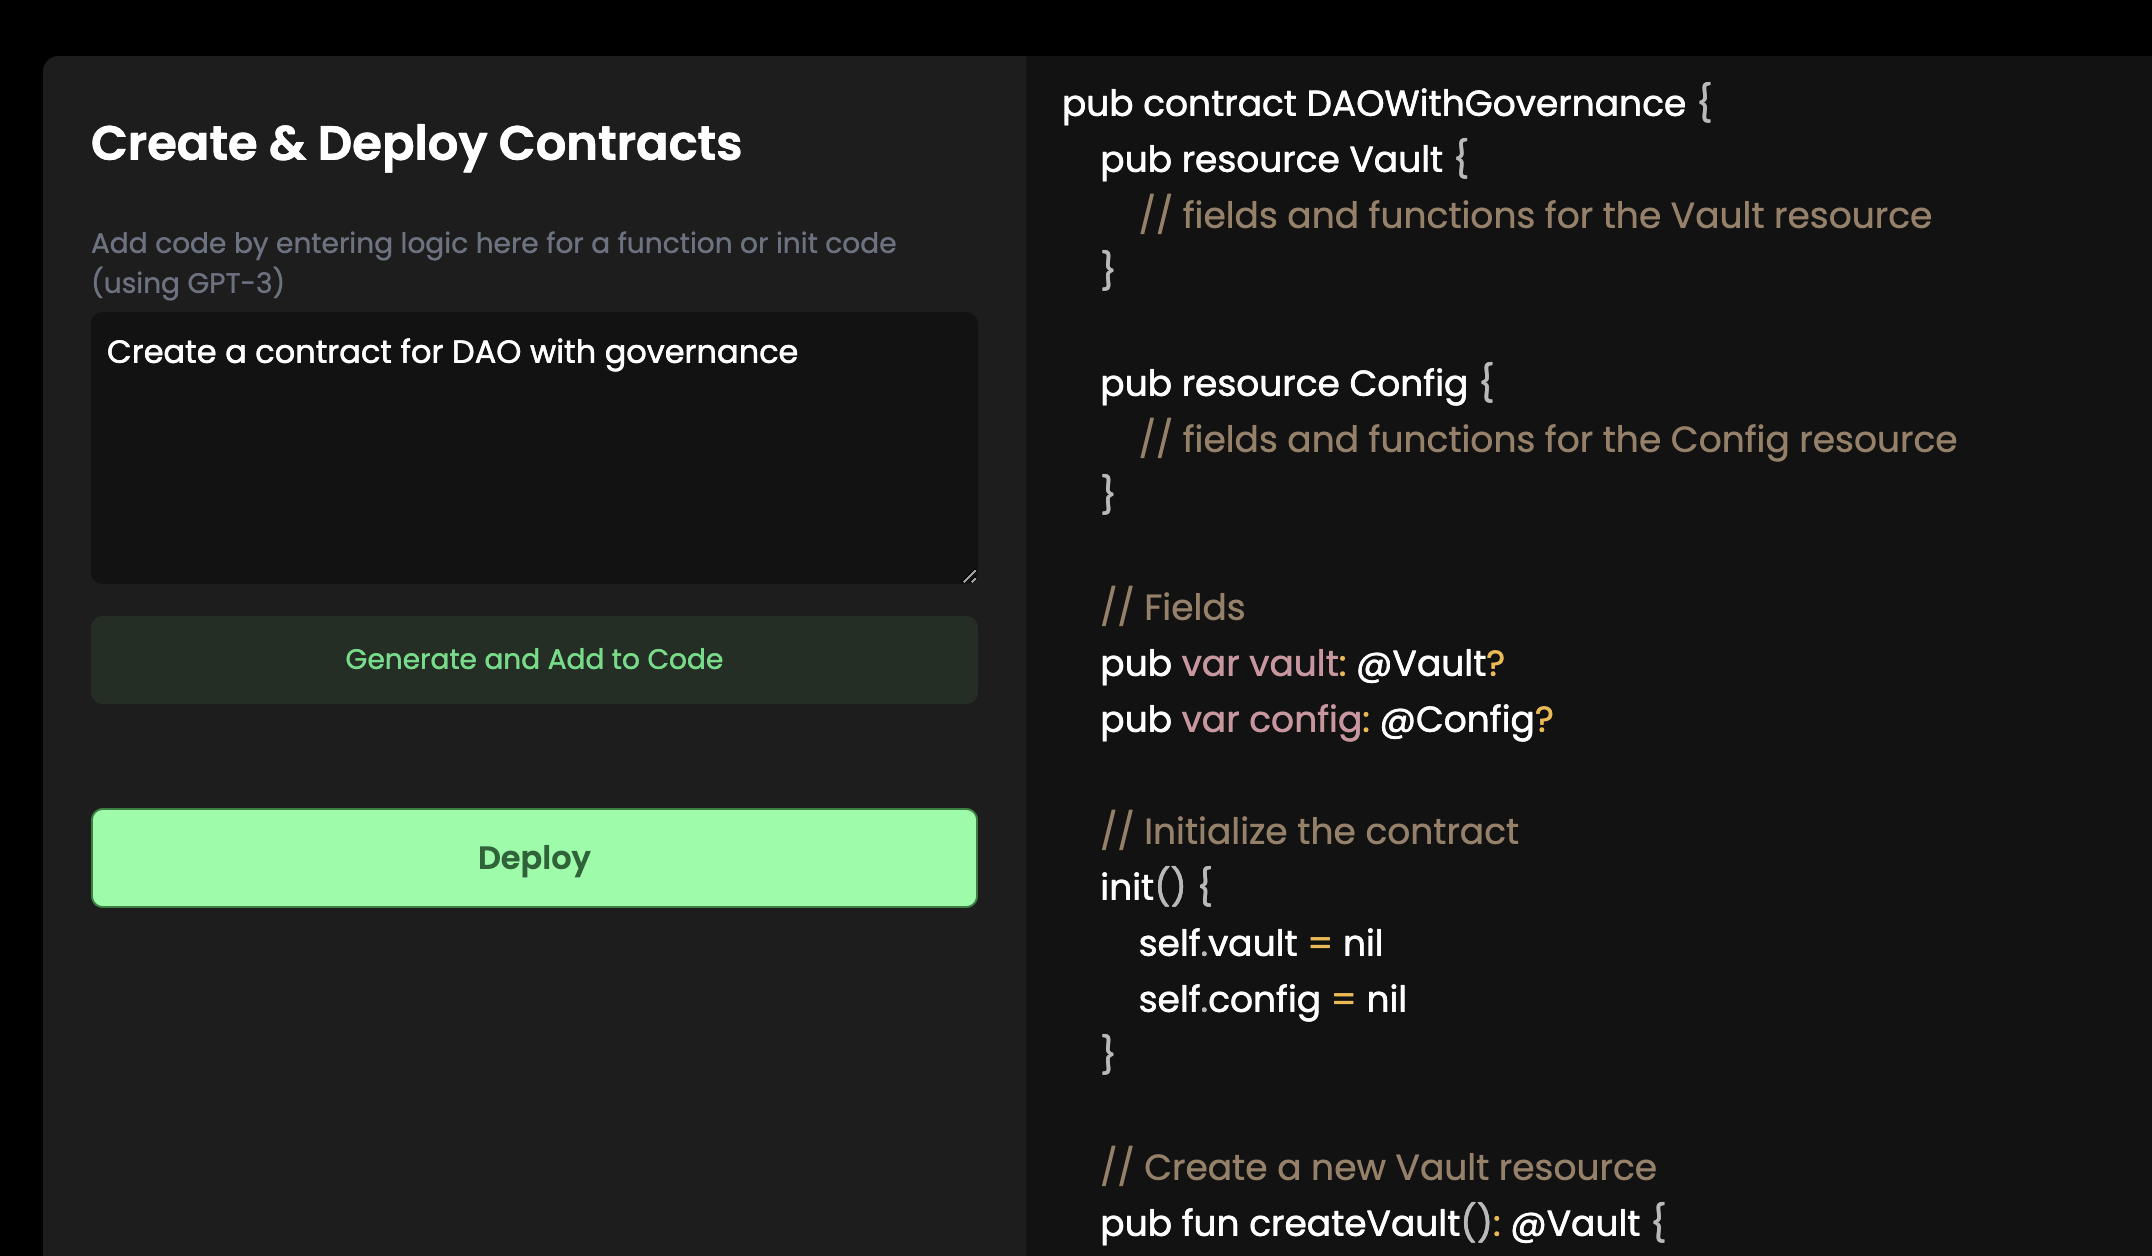 Create & Deploy Contracts
Add code by entering logic here for a function or init code
(using GPT-3)
Create a contract for DAO with governance
Generate and Add to Code
Deploy
pub contract DAOWithGovernance {
    pub resource Vault {
        // fields and functions for the Vault resource
    }

    pub resource Config {
        // fields and functions for the Config resource
    }

    // Fields
    pub var vault: @Vault?
    pub var config: @Config?

    // Initialize the contract
    init() {
        self.vault = nil
        self.config = nil
    }

    // Create a new Vault resource
    pub fun createVault(): @Vault {